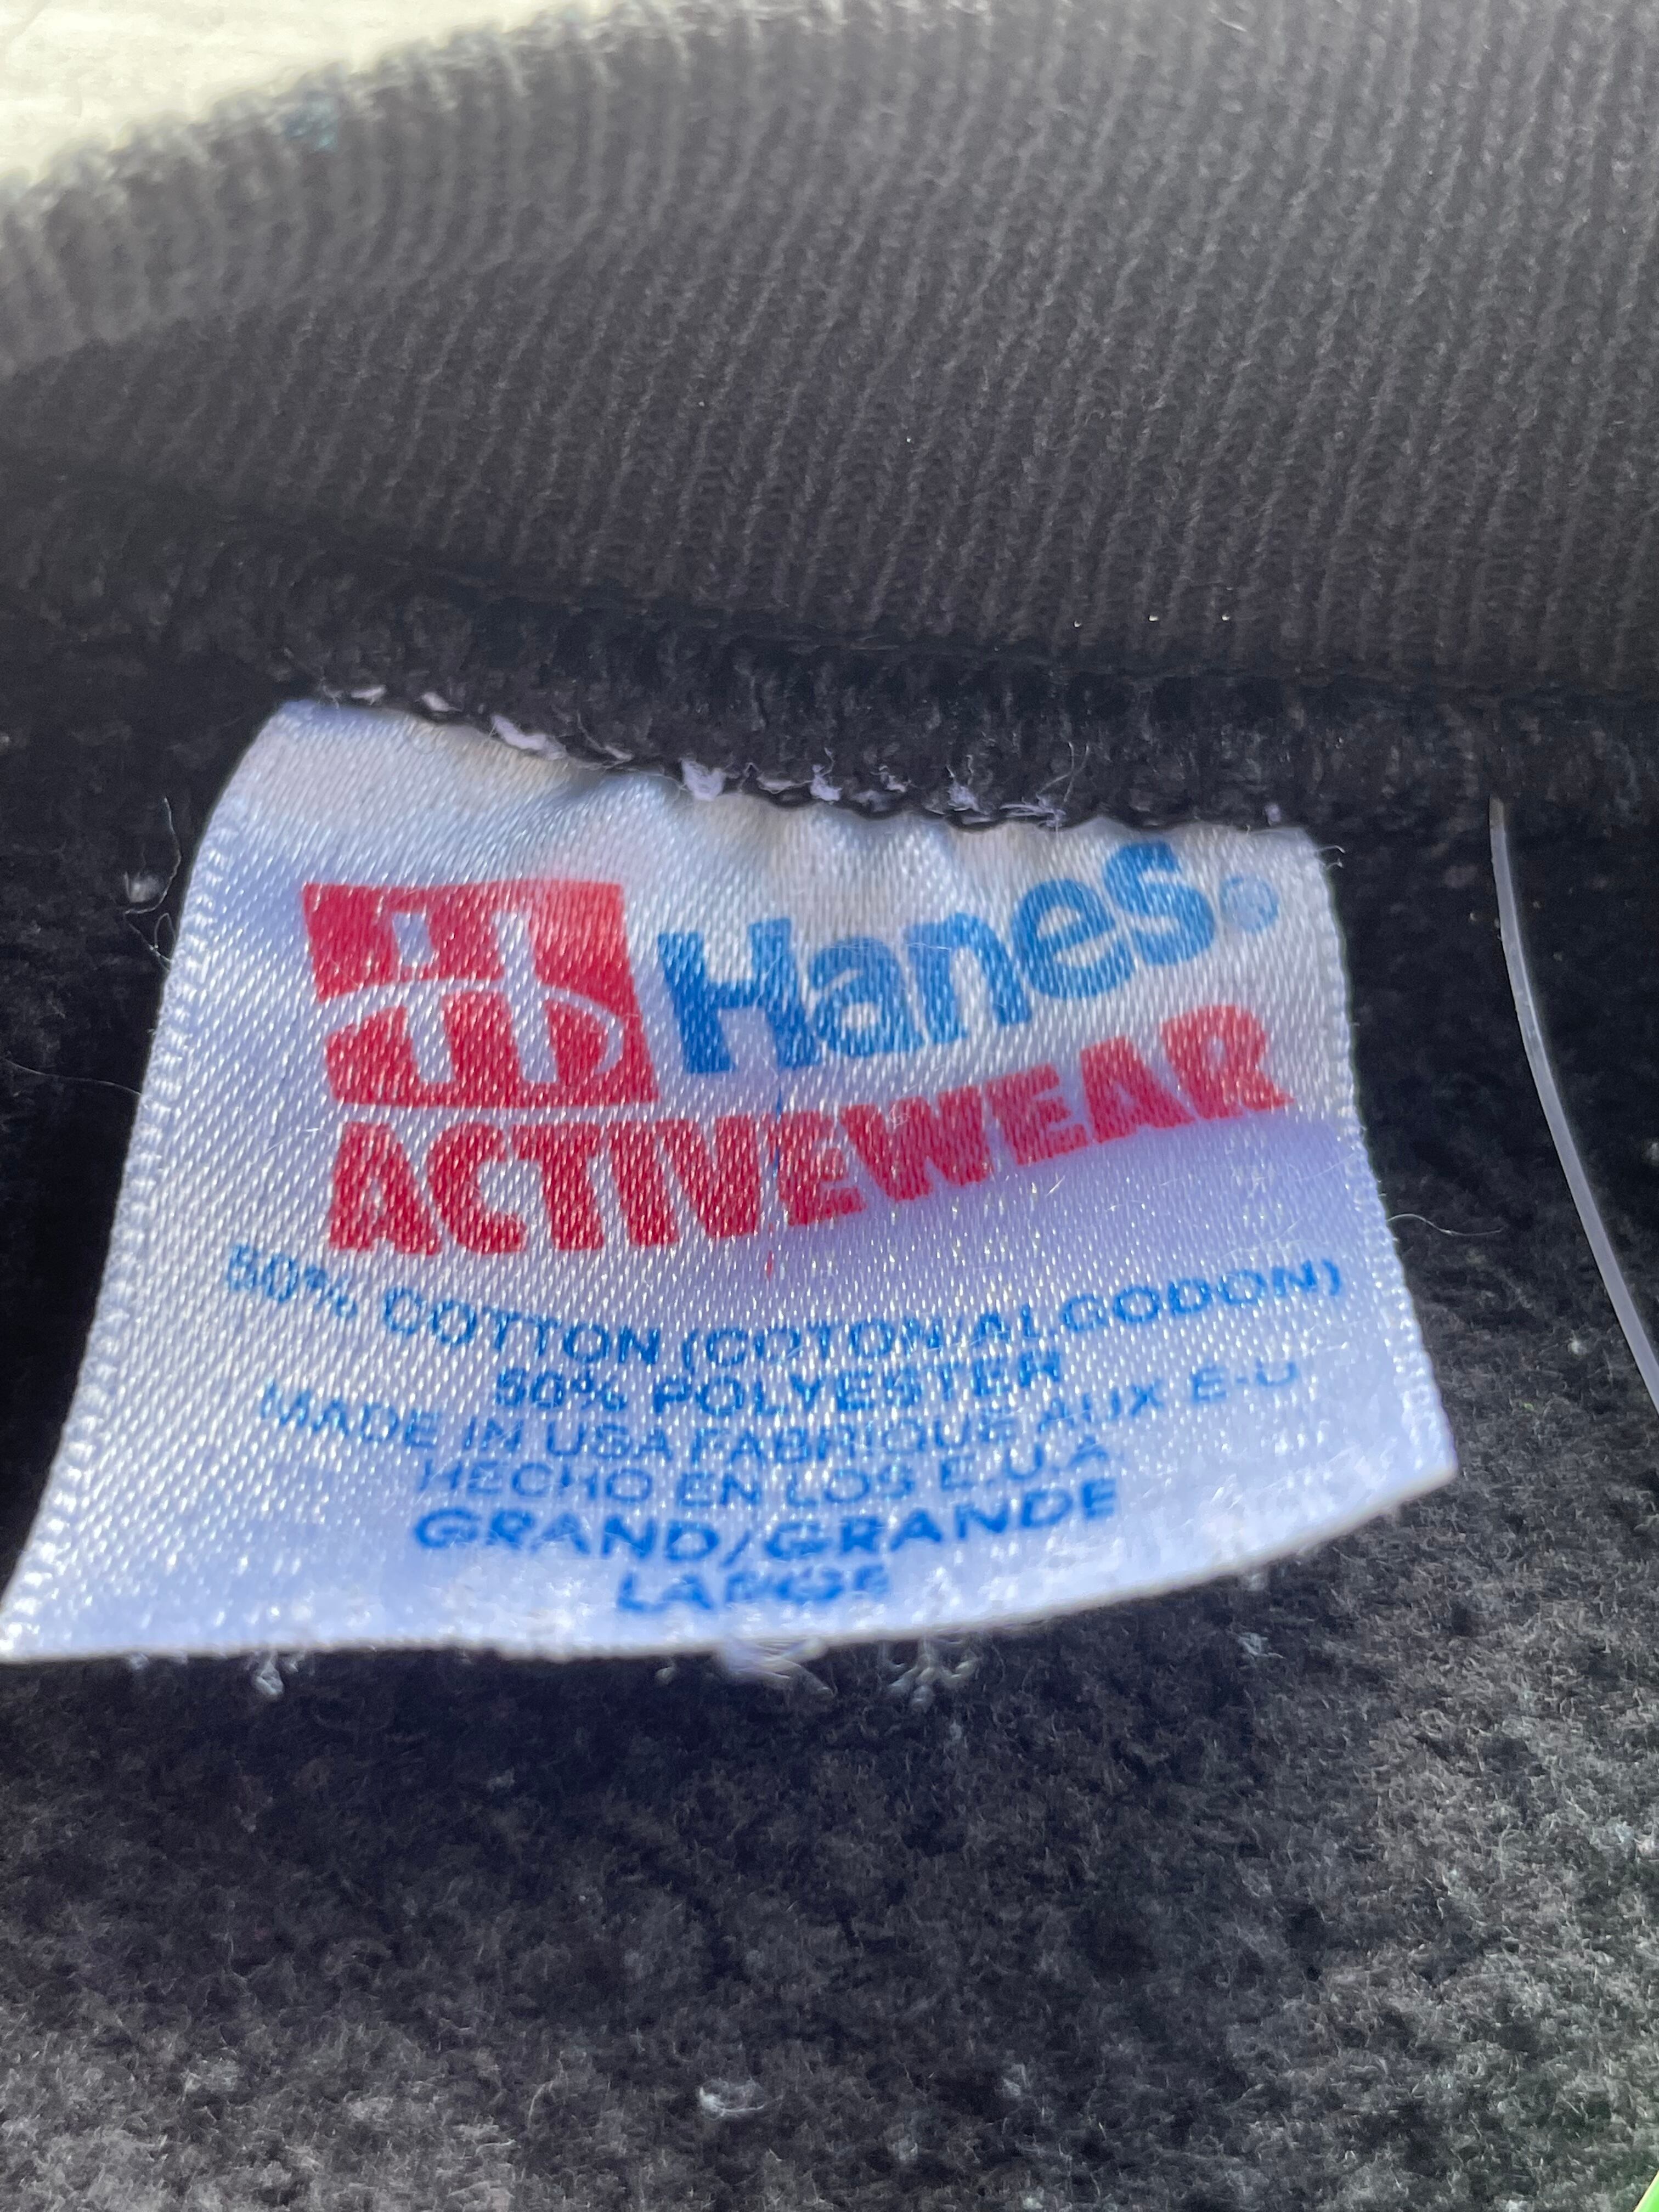 Hanes®
ACTIVEWEAR
50% COTTON (COTON/ALGODON)
50% POLYESTER
MADE IN USA FABRIQUE AUX E-U
HECHO EN LOS E.U.A
GRAND/GRANDE
LARGE